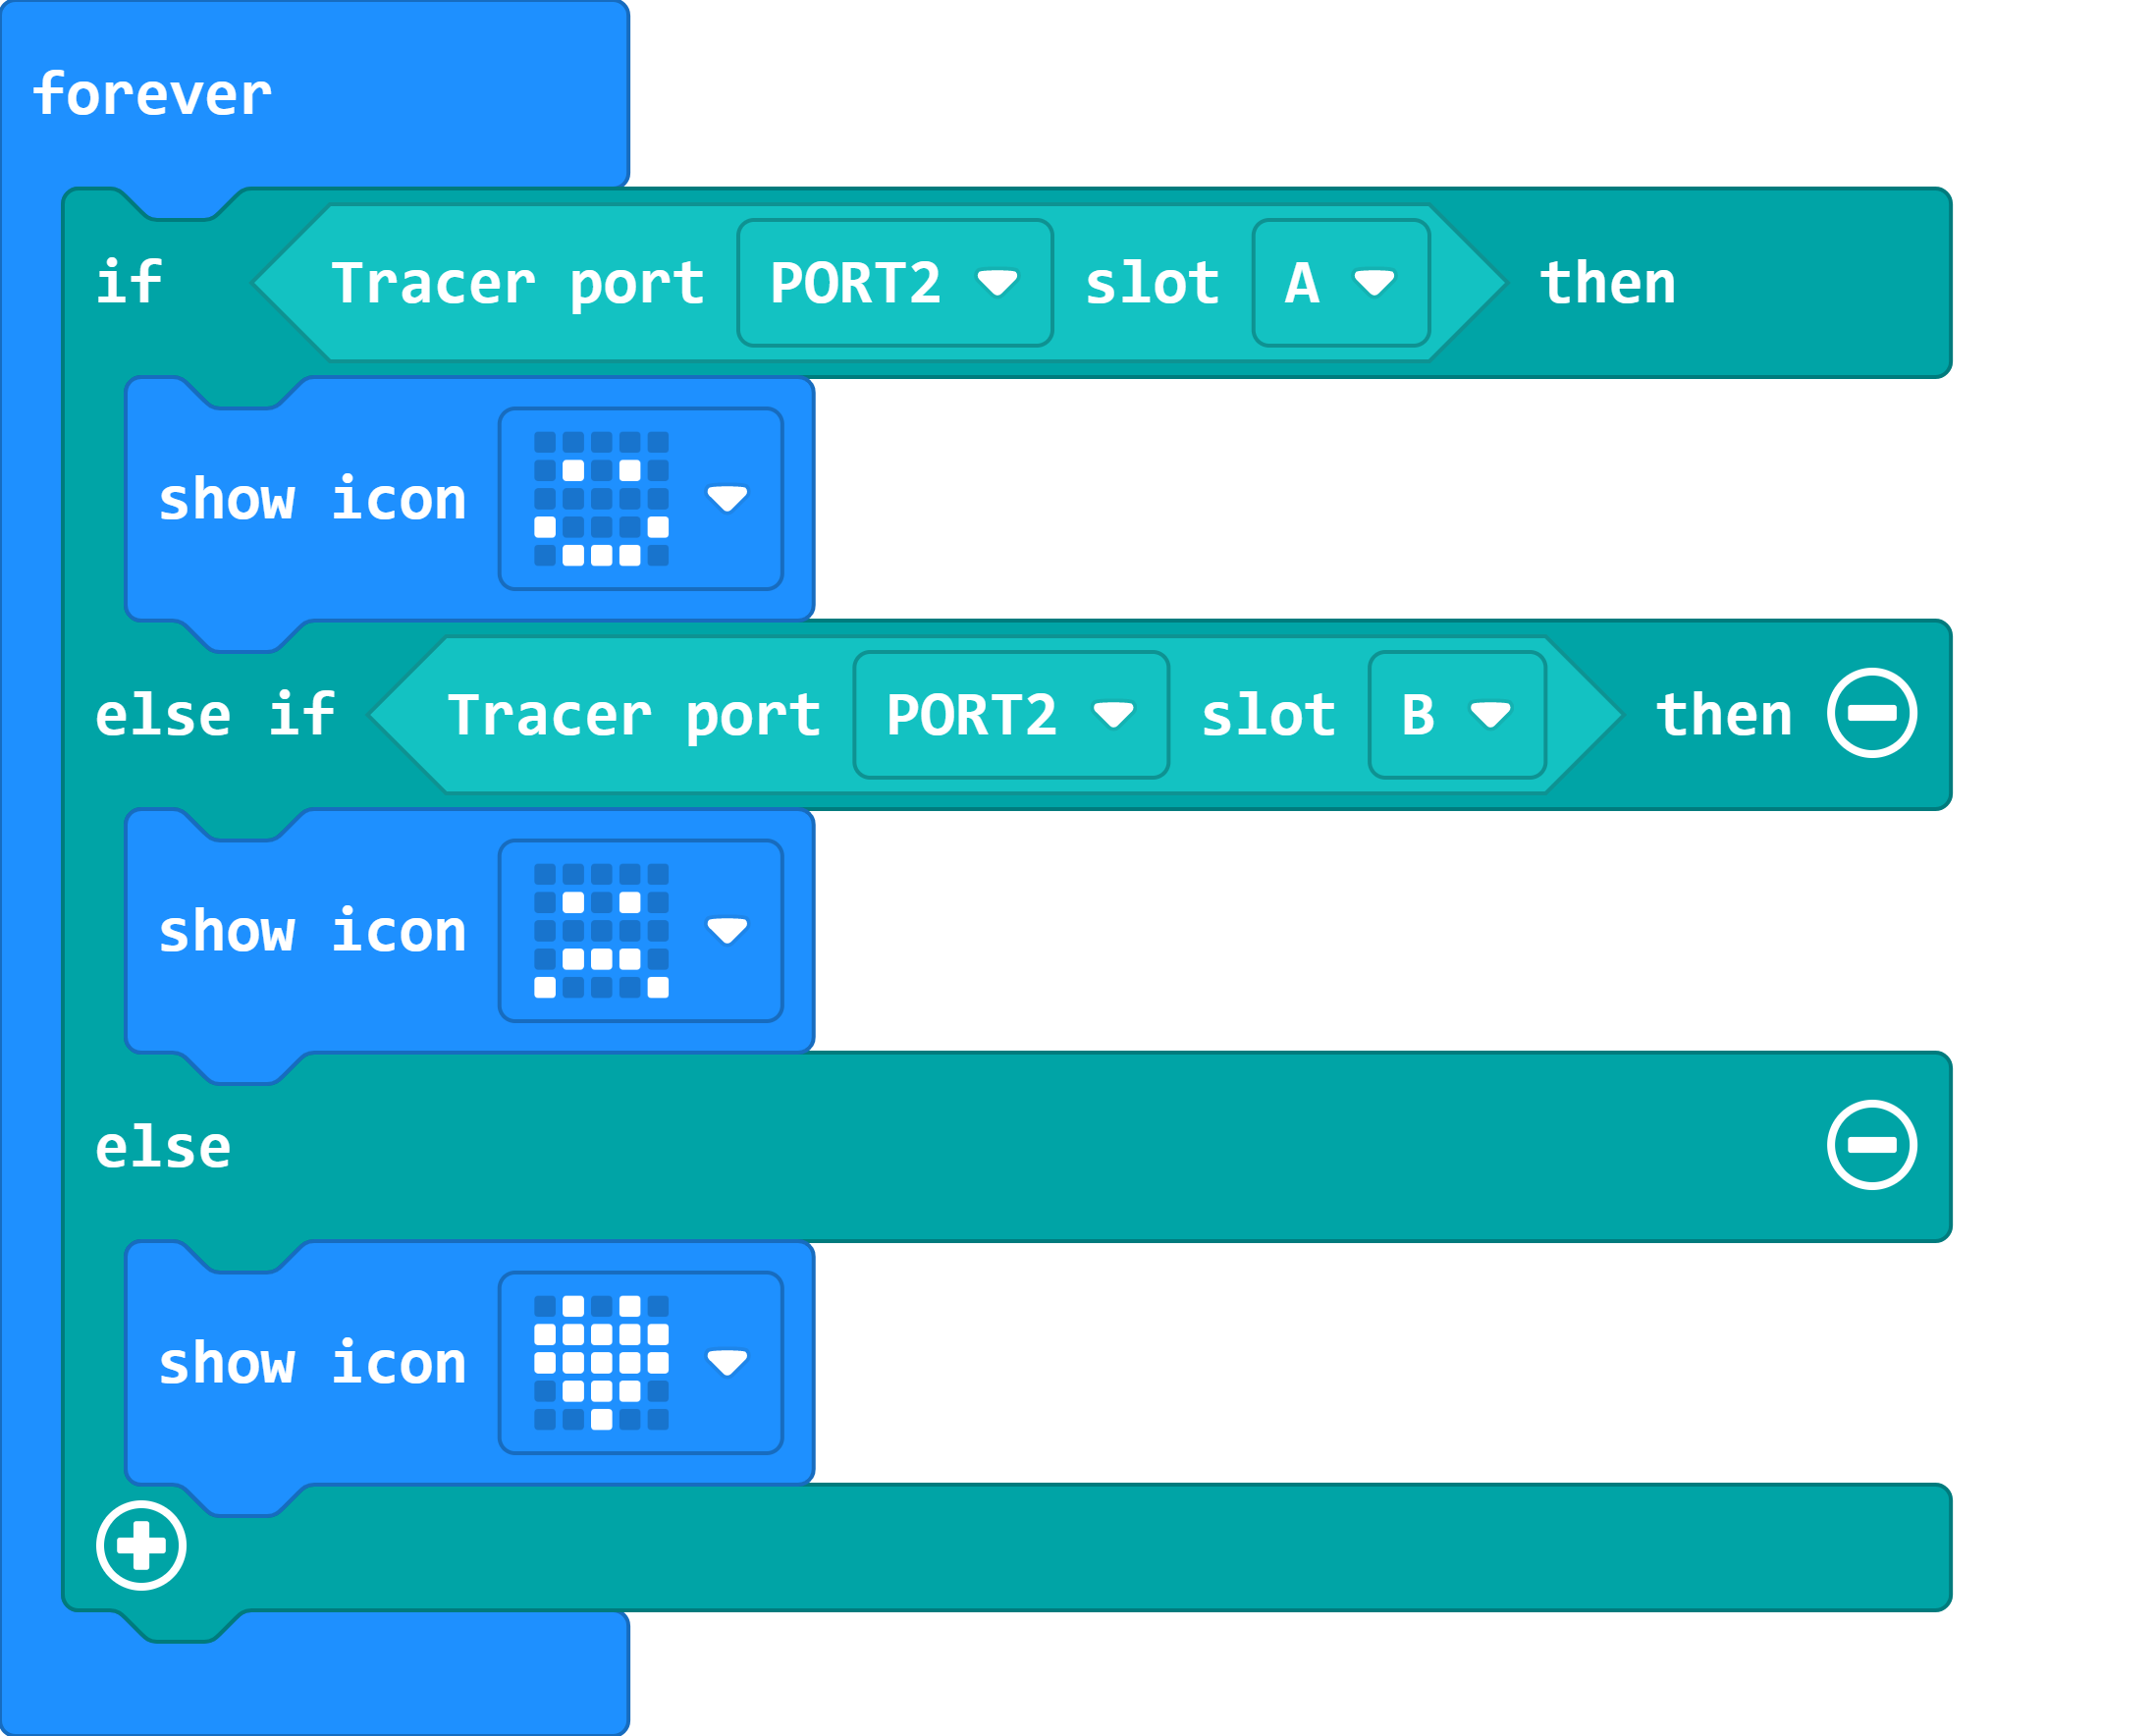 forever
if Tracer port PORT2 slot A then
show icon
else if Tracer port PORT2 slot B then
show icon
else
show icon